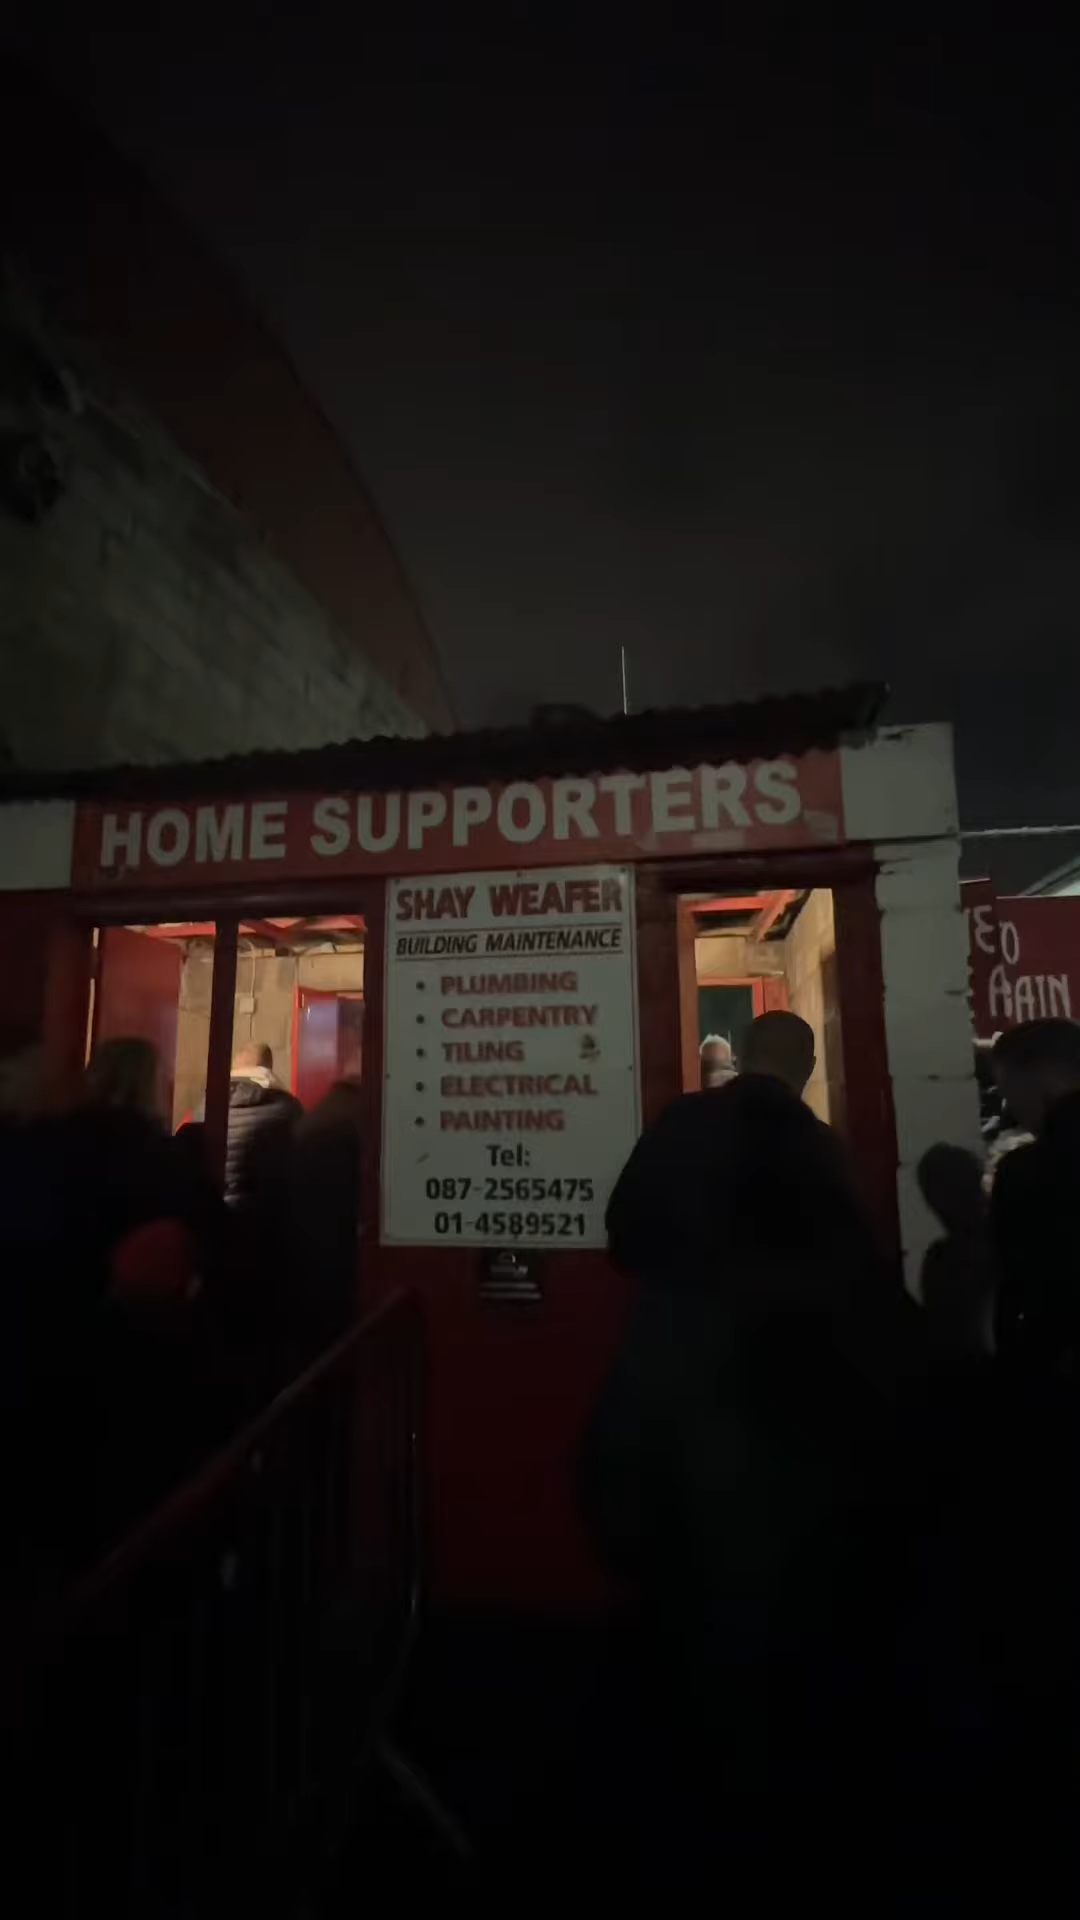 HOME SUPPORTERS
SHAY WEAFER
BUILDING MAINTENANCE
• PLUMBING
• CARPENTRY
• TILING
• ELECTRICAL
• PAINTING
Tel:
087-2565475
01-4589521